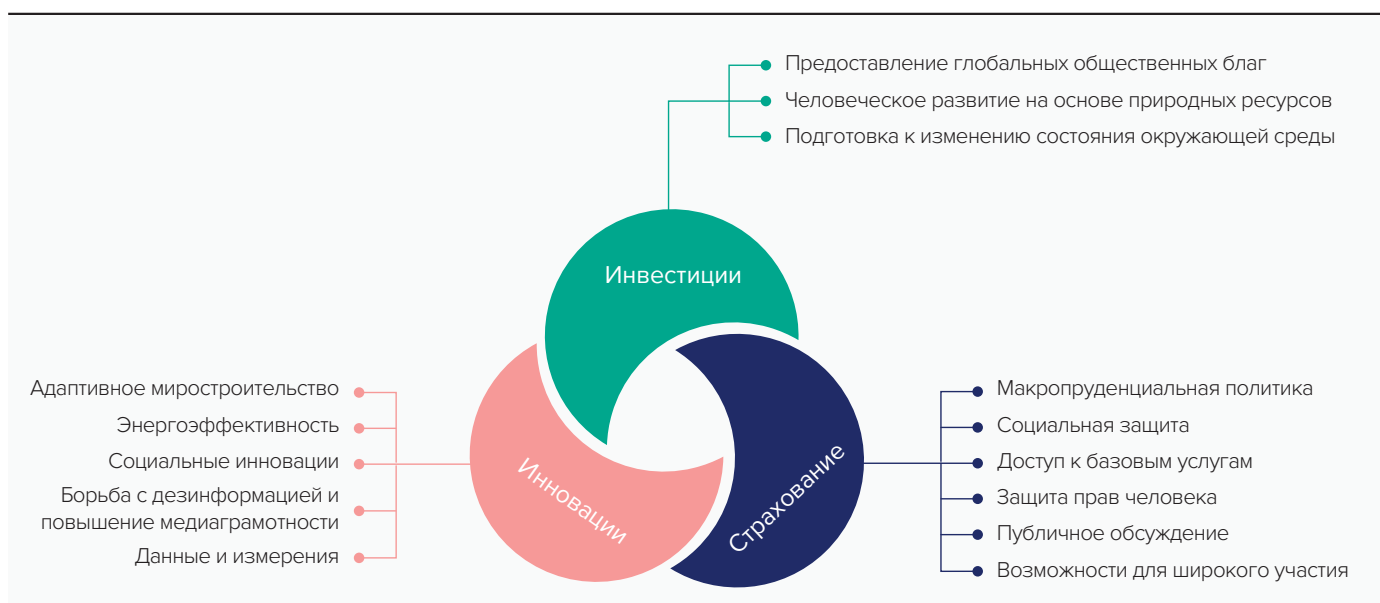 Предоставление глобальных общественных благ
Человеческое развитие на основе природных ресурсов
Подготовка к изменению состояния окружающей среды
Инвестиции
Адаптивное миростроительство
Энергоэффективность
Социальные инновации
Борьба с дезинформацией и
повышение медиаграмотности
Данные и измерения
Инновации
Страхование
Макропруденциальная политика
Социальная защита
Доступ к базовым услугам
Защита прав человека
Публичное обсуждение
Возможности для широкого участия